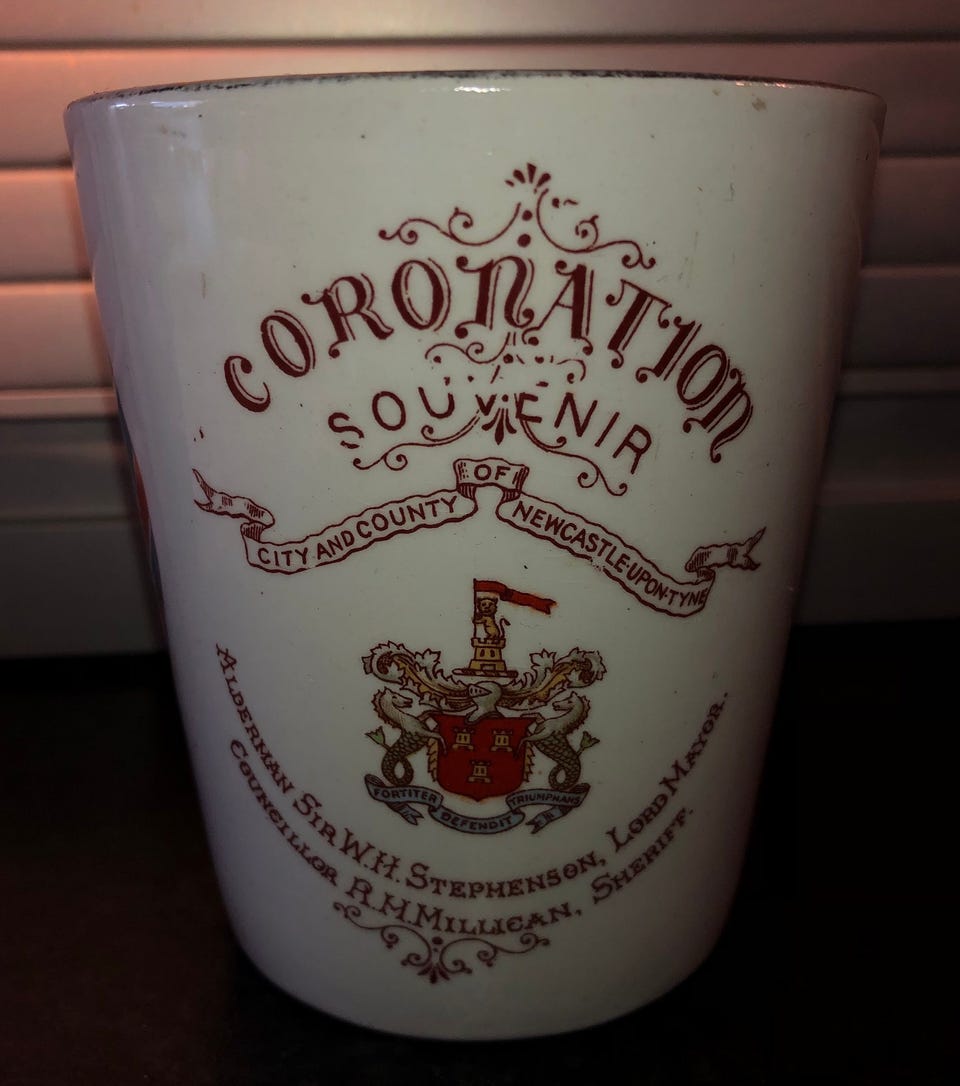 CORONATION
SOUVENIR
CITY AND COUNTY OF NEWCASTLE-UPON-TYNE
FORTITER DEFENDIT TRIUMPHANS
ALDERMAN SIR W.H. STEPHENSON, LORD MAYOR.
COUNCILLOR R.H. MILLICAN, SHERIFF.